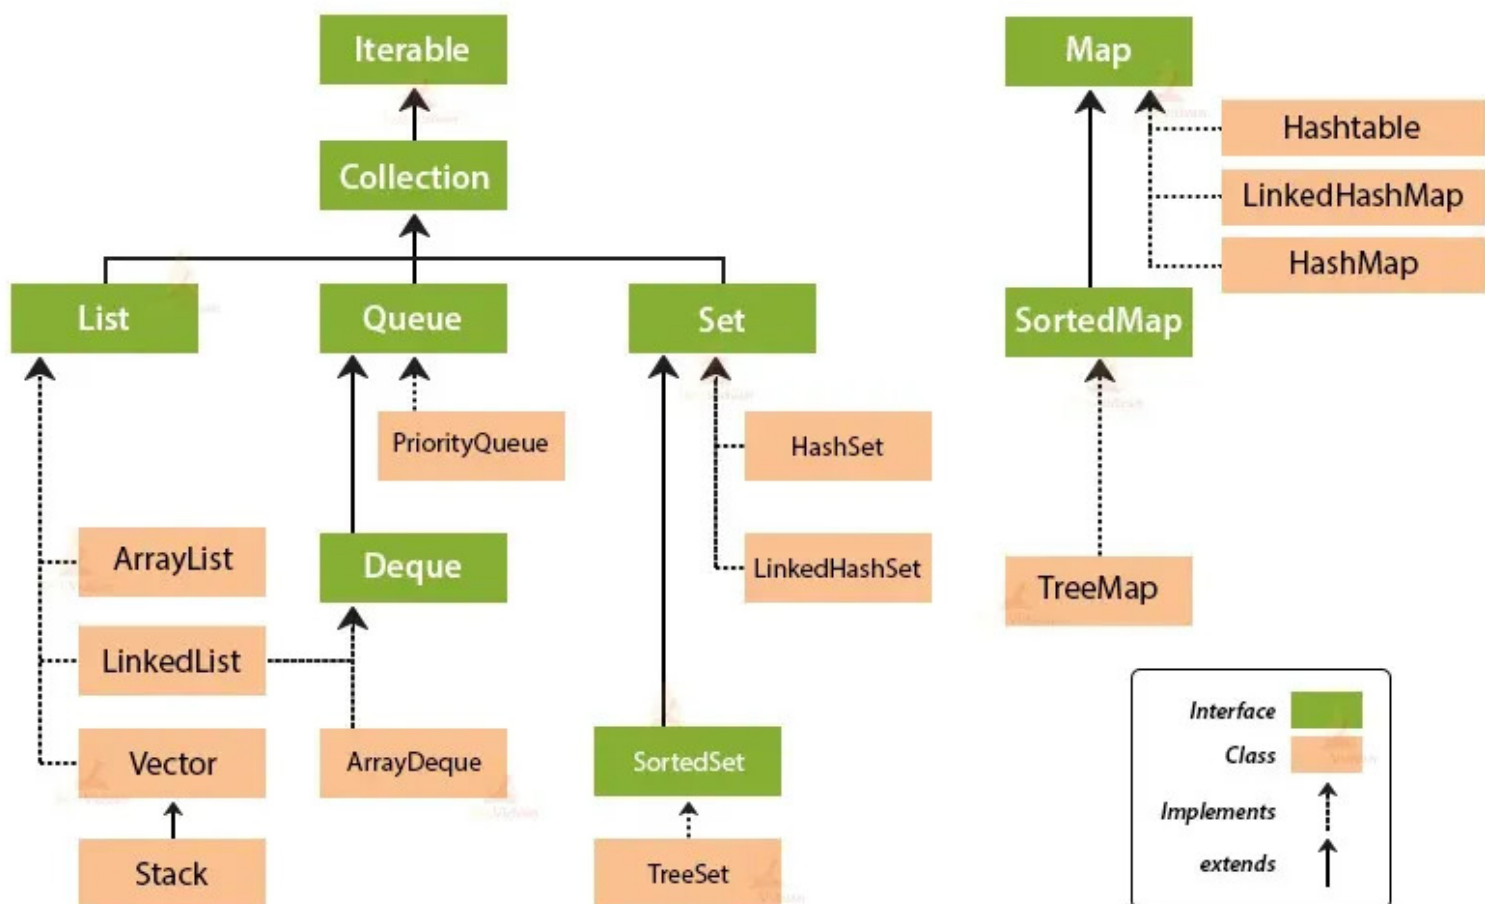 Iterable
Map
Hashtable
Collection
LinkedHashMap
HashMap
List
Queue
Set
SortedMap
PriorityQueue
HashSet
ArrayList
Deque
LinkedHashSet
TreeMap
LinkedList
Interface
Vector
ArrayDeque
SortedSet
Class
Implements
Stack
TreeSet
extends